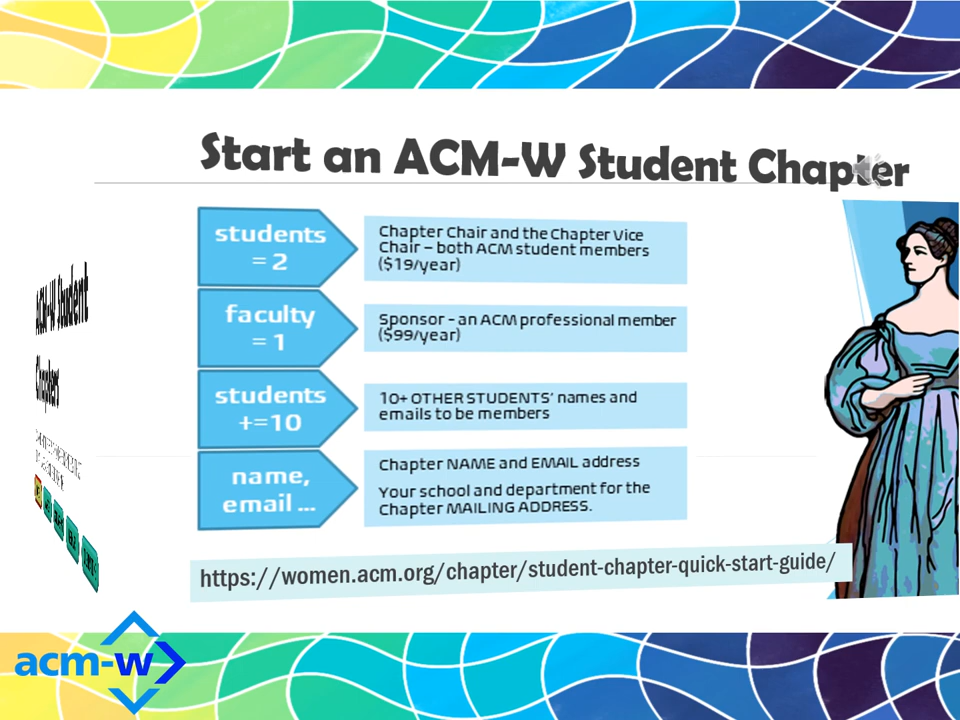 Start an ACM-W Student Chapter
students
= 2
Chapter Chair and the Chapter Vice
Chair – both ACM student members
($19/year)
faculty
= 1
Sponsor - an ACM professional member
($99/year)
students
+=10
10+ OTHER STUDENTS' names and
emails to be members
name,
email ...
Chapter NAME and EMAIL address
Your school and department for the
Chapter MAILING ADDRESS.
https://women.acm.org/chapter/student-chapter-quick-start-guide/
ACM-W Student
Chapters
acm-w